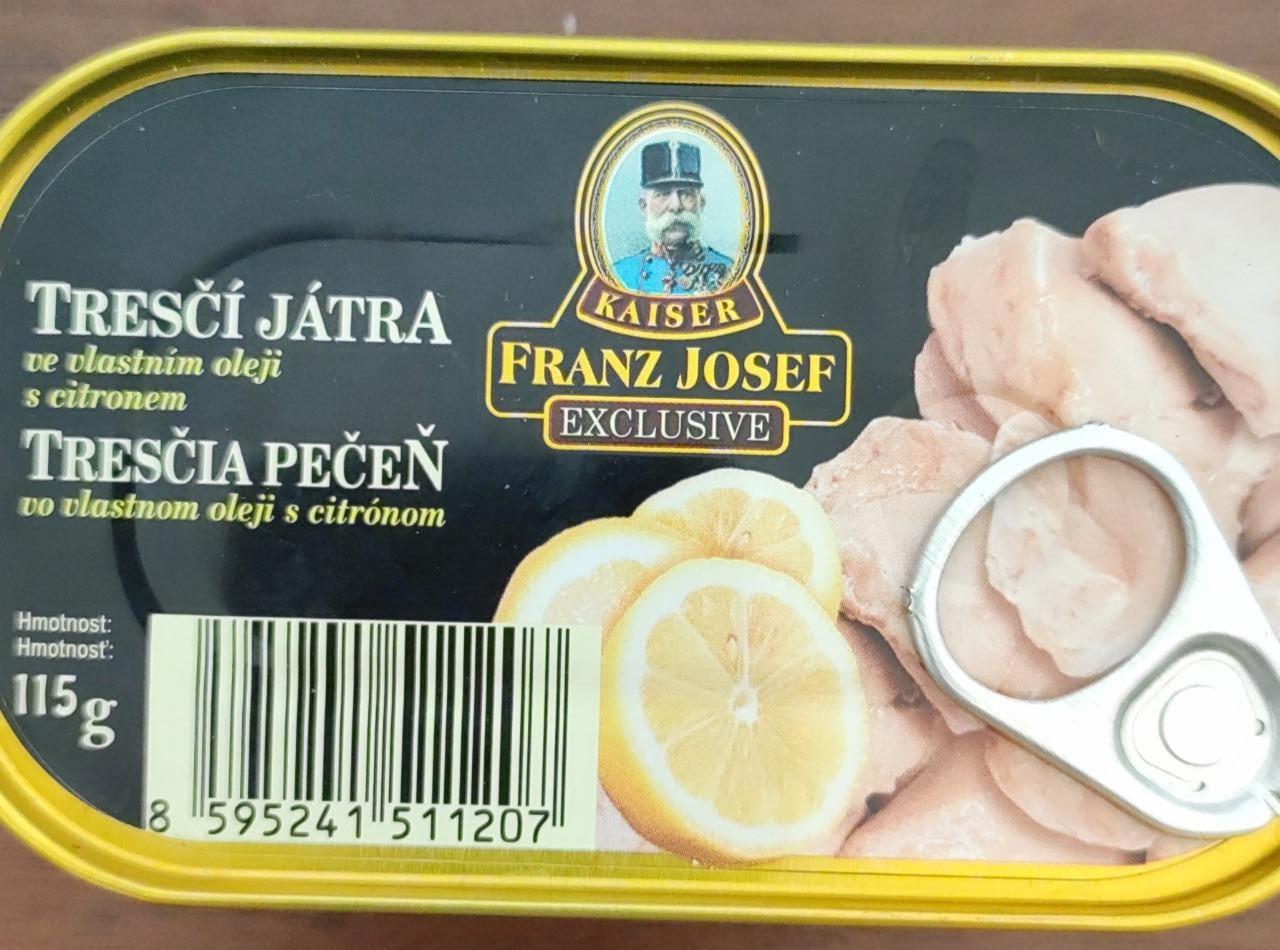 KAISER
FRANZ JOSEF
EXCLUSIVE
TRESČÍ JÁTRA
ve vlastním oleji
s citronem
TRESČIA PEČEŇ
vo vlastnom oleji s citrónom
Hmotnost:
Hmotnosť:
115 g
8 595241 511207